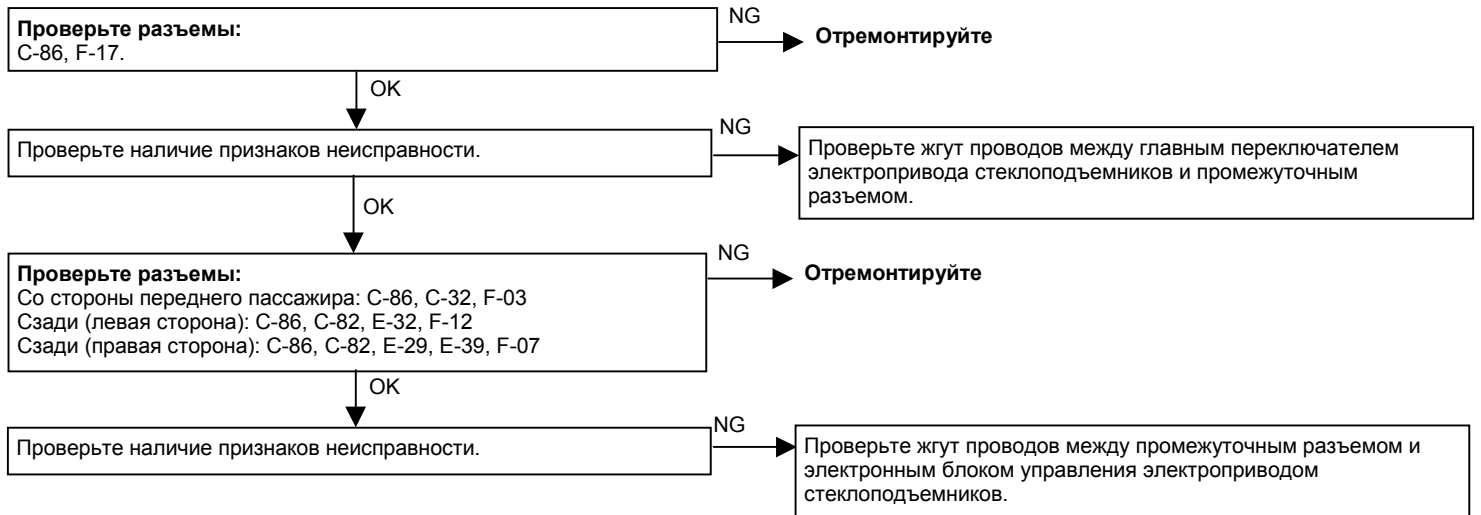 Проверьте разъемы:
C-86, F-17.
NG
Отремонтируйте
OK
Проверьте наличие признаков неисправности.
NG
Проверьте жгут проводов между главным переключателем
электропривода стеклоподъемников и промежуточным
разъемом.
OK
Проверьте разъемы:
Со стороны переднего пассажира: C-86, C-32, F-03
Сзади (левая сторона): C-86, C-82, E-32, F-12
Сзади (правая сторона): C-86, C-82, E-29, E-39, F-07
NG
Отремонтируйте
OK
Проверьте наличие признаков неисправности.
NG
Проверьте жгут проводов между промежуточным разъемом и
электронным блоком управления электроприводом
стеклоподъемников.